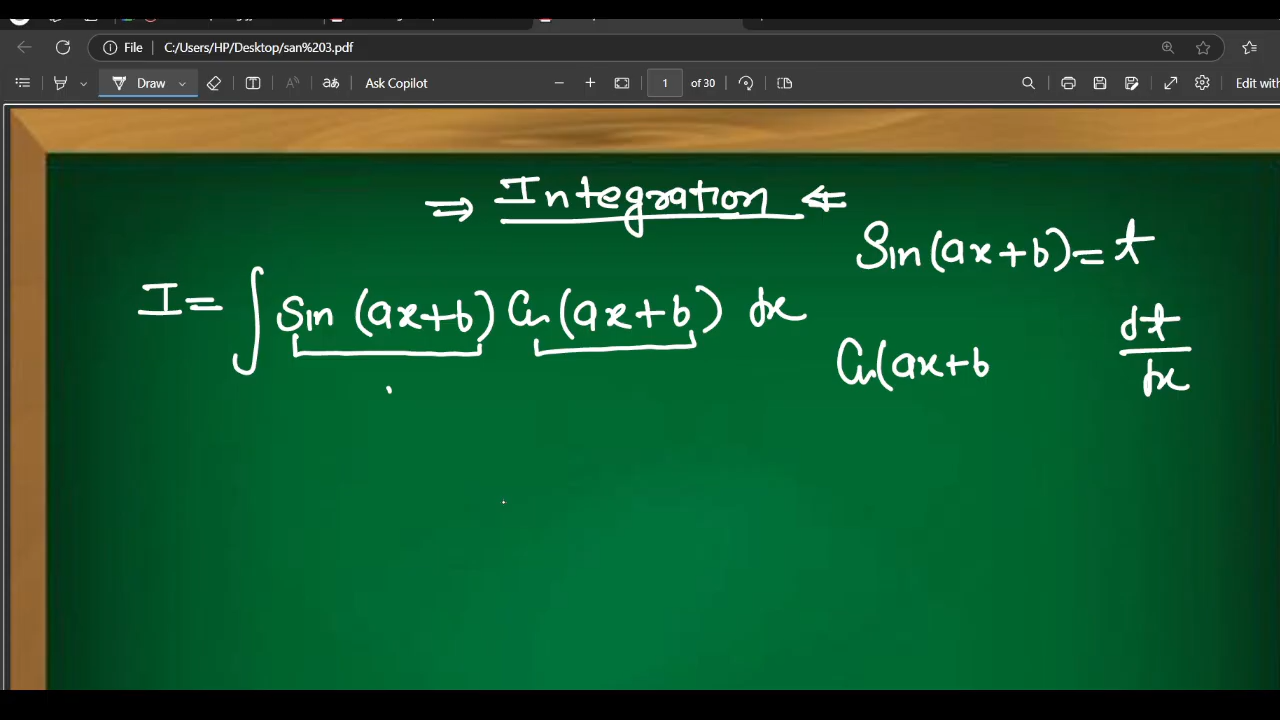 File | C:/Users/HP/Desktop/san%203.pdf
Draw Ask Copilot 1 of 30 Edit with
⇒ Integration ⇐
Sin(ax+b)= t
I= ∫ Sin (ax+b) Cos (ax+b) dx
Cos(ax+b dt/dx